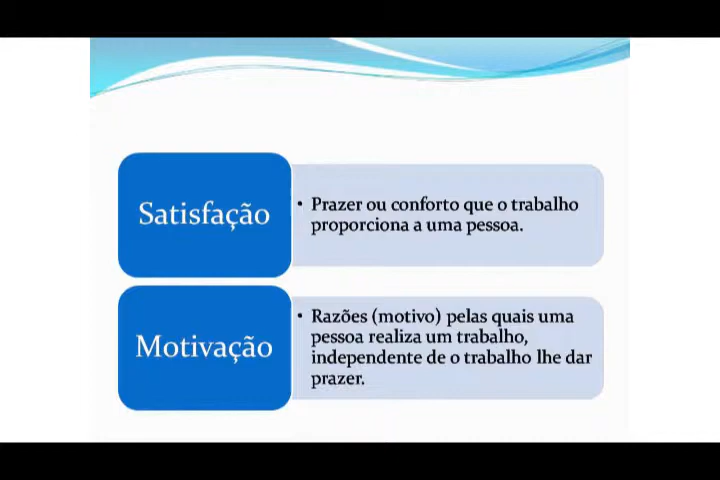 Satisfação
• Prazer ou conforto que o trabalho
proporciona a uma pessoa.
Motivação
• Razões (motivo) pelas quais uma
pessoa realiza um trabalho,
independente de o trabalho lhe dar
prazer.